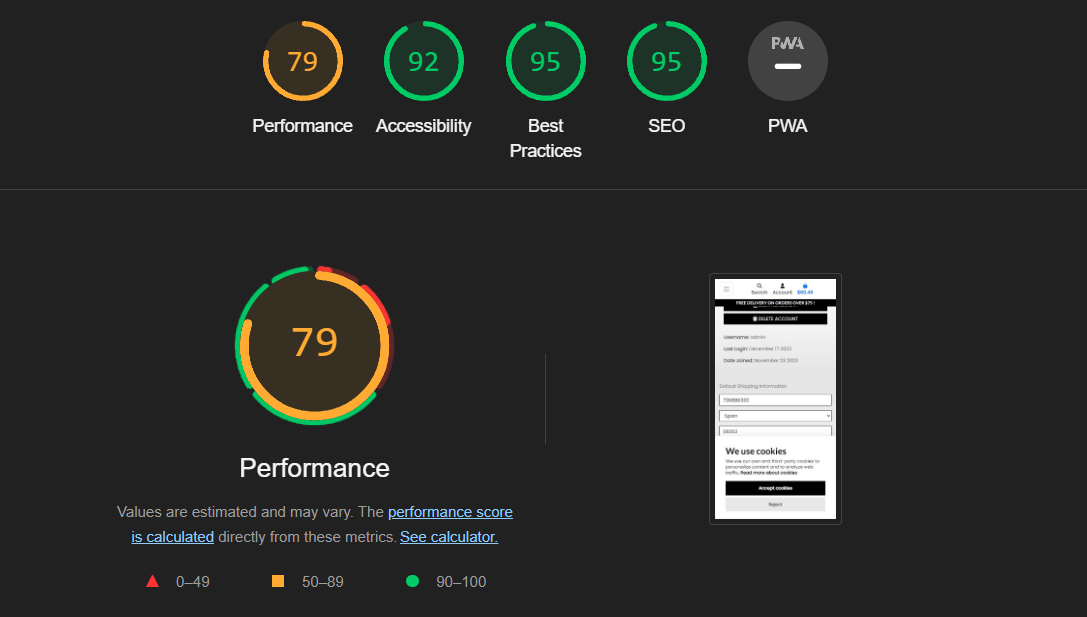 79
92
95
95
PWA
Performance
Accessibility
Best
Practices
SEO
PWA
79
Performance
Values are estimated and may vary. The performance score
is calculated directly from these metrics. See calculator.
0–49
50–89
90–100
Search
Account
FREE DELIVERY ON ORDERS OVER $75 !
DELETE ACCOUNT
Username: admin
Last Login: December 17 2023
Date Joined: November 23 2023
Default Shipping Information
Spain
We use cookies
We use our own and third-party cookies to
personalize content and to analyze web
traffic. Read more about cookies
Accept cookies
Reject